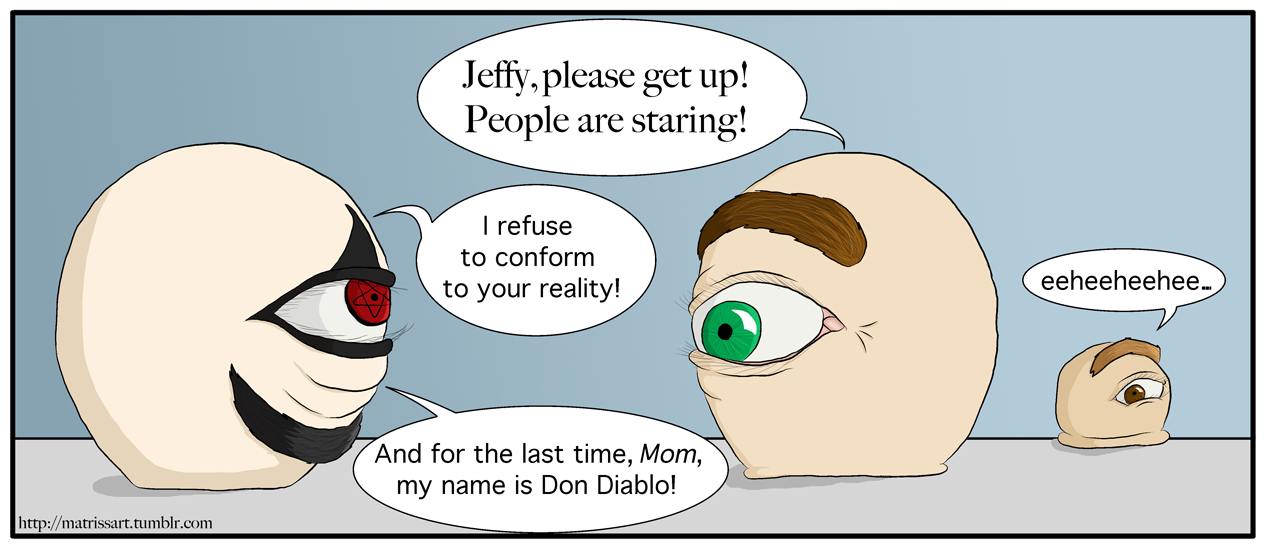 Jeffy, please get up!
People are staring!
I refuse
to conform
to your reality!
And for the last time, Mom,
my name is Don Diablo!
eeheeheehee...
http://matrissart.tumblr.com